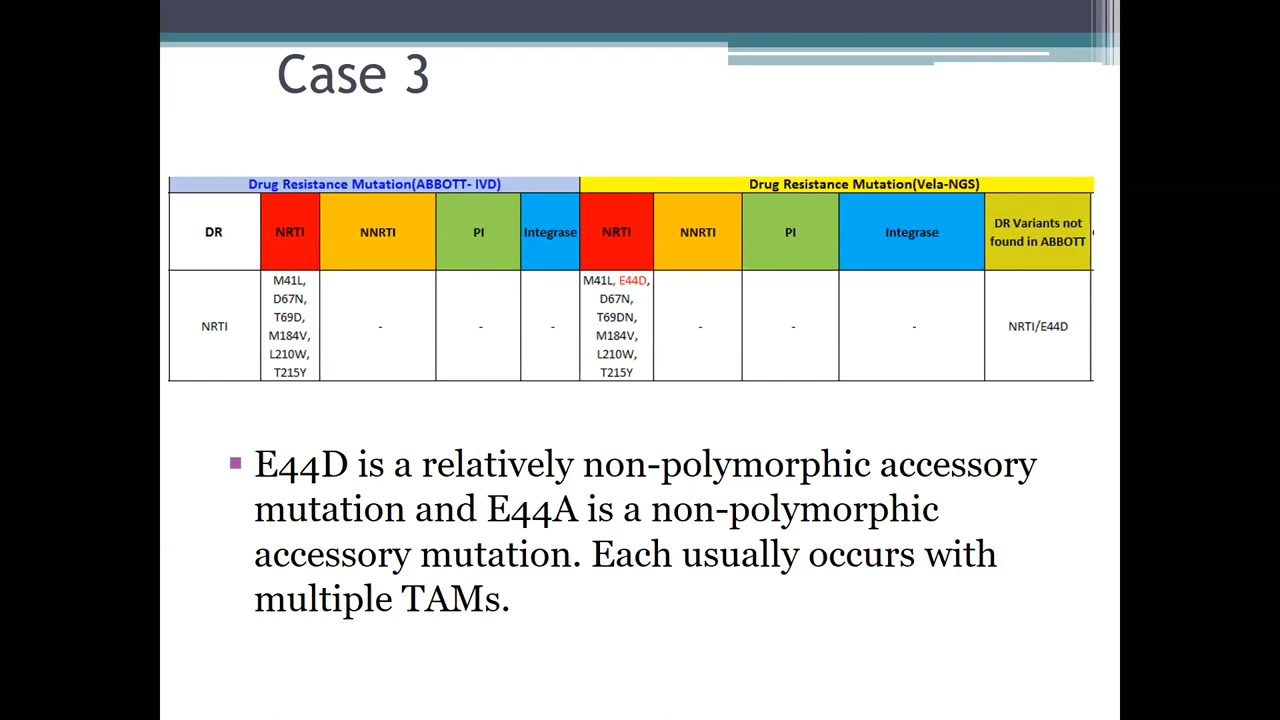 Case 3
Drug Resistance Mutation(ABBOTT- IVD) Drug Resistance Mutation(Vela-NGS)
DR NRTI NNRTI PI Integrase NRTI NNRTI PI Integrase DR Variants not found in ABBOTT
NRTI
M41L,
D67N,
T69D,
M184V,
L210W,
T215Y
- - -
M41L, E44D,
D67N,
T69DN,
M184V,
L210W,
T215Y
- - -
NRTI/E44D
E44D is a relatively non-polymorphic accessory
mutation and E44A is a non-polymorphic
accessory mutation. Each usually occurs with
multiple TAMs.